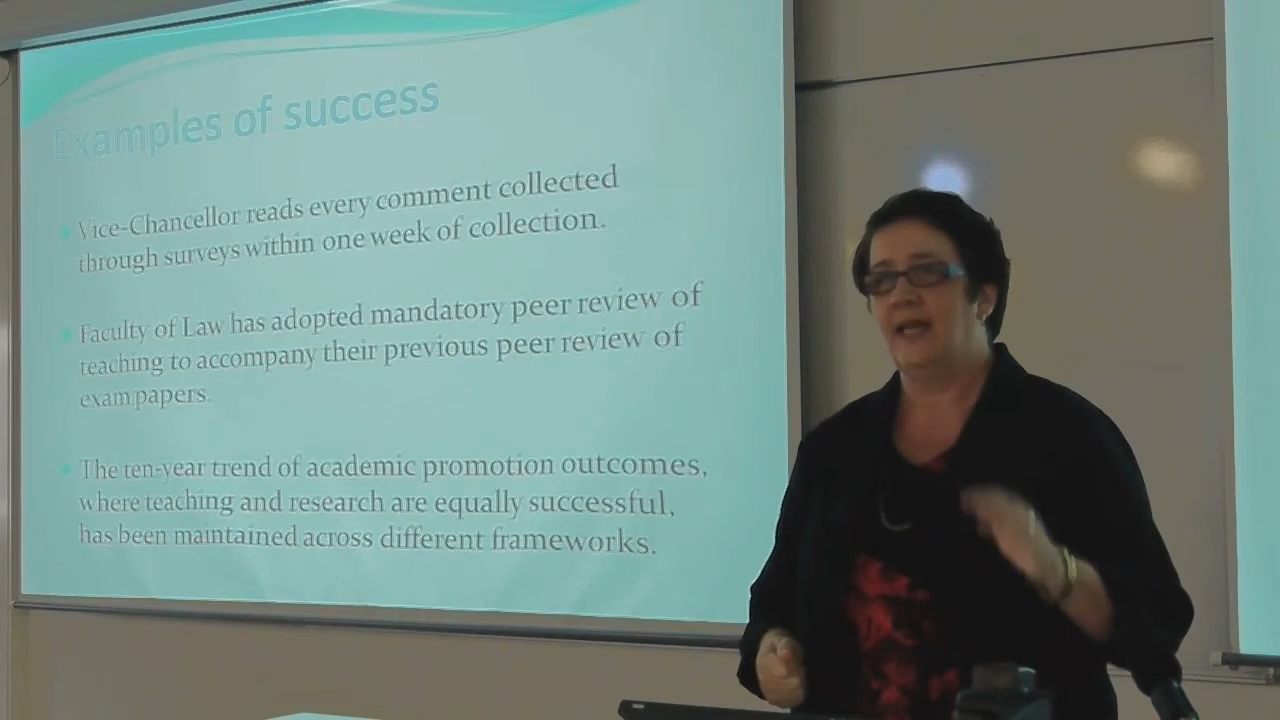 Examples of success
Vice-Chancellor reads every comment collected
through surveys within one week of collection.
Faculty of Law has adopted mandatory peer review of
teaching to accompany their previous peer review of
exam papers.
The ten-year trend of academic promotion outcomes,
where teaching and research are equally successful,
has been maintained across different frameworks.